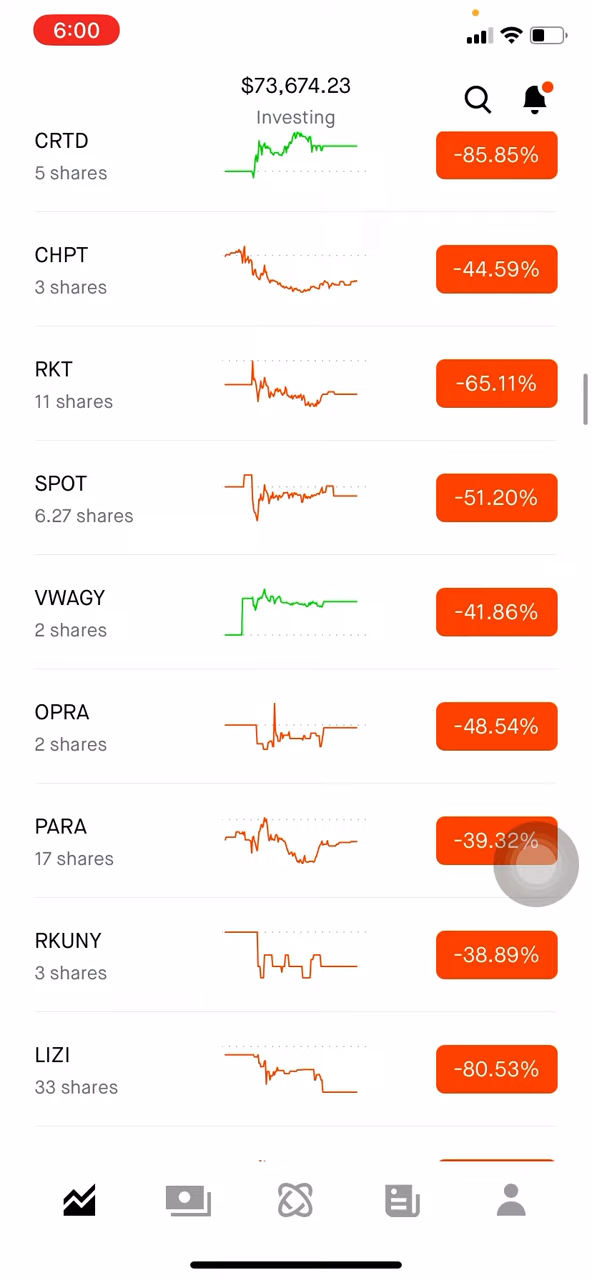 6:00
$73,674.23
Investing
CRTD
5 shares
-85.85%
CHPT
3 shares
-44.59%
RKT
11 shares
-65.11%
SPOT
6.27 shares
-51.20%
VWAGY
2 shares
-41.86%
OPRA
2 shares
-48.54%
PARA
17 shares
-39.32%
RKUNY
3 shares
-38.89%
LIZI
33 shares
-80.53%